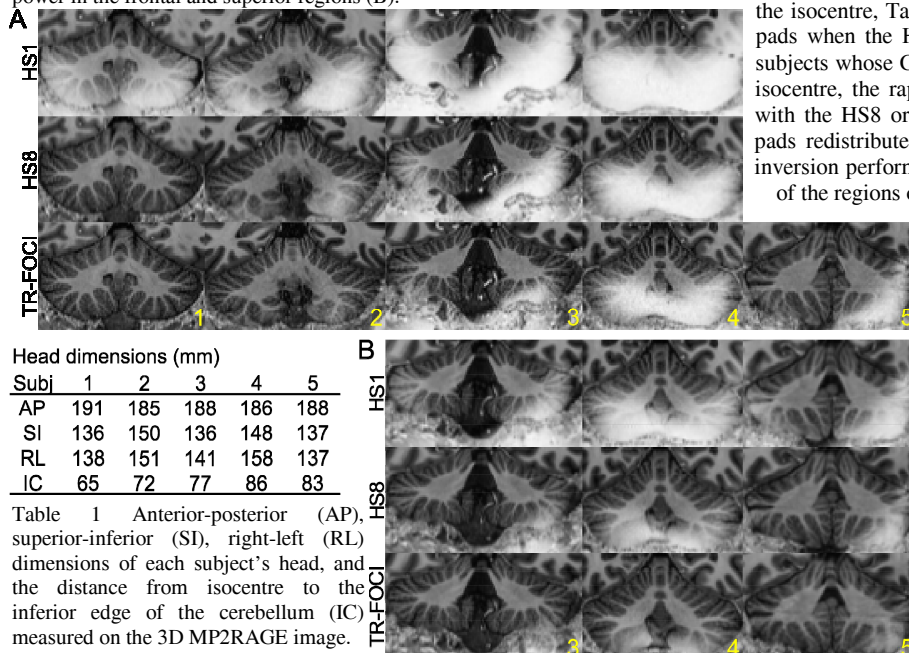 power in the frontal and superior regions (B).
A
HS1
HS8
TR-FOCI
1
2
3
4
5
the isocentre, Ta
pads when the H
subjects whose C
isocentre, the rap
with the HS8 or
pads redistribute
inversion perform
of the regions o
Head dimensions (mm)
Subj 1 2 3 4 5
AP 191 185 188 186 188
SI 136 150 136 148 137
RL 138 151 141 158 137
IC 65 72 77 86 83
Table 1 Anterior-posterior (AP),
superior-inferior (SI), right-left (RL)
dimensions of each subject's head, and
the distance from isocentre to the
inferior edge of the cerebellum (IC)
measured on the 3D MP2RAGE image.
B
HS1
HS8
TR-FOCI
3
4
5